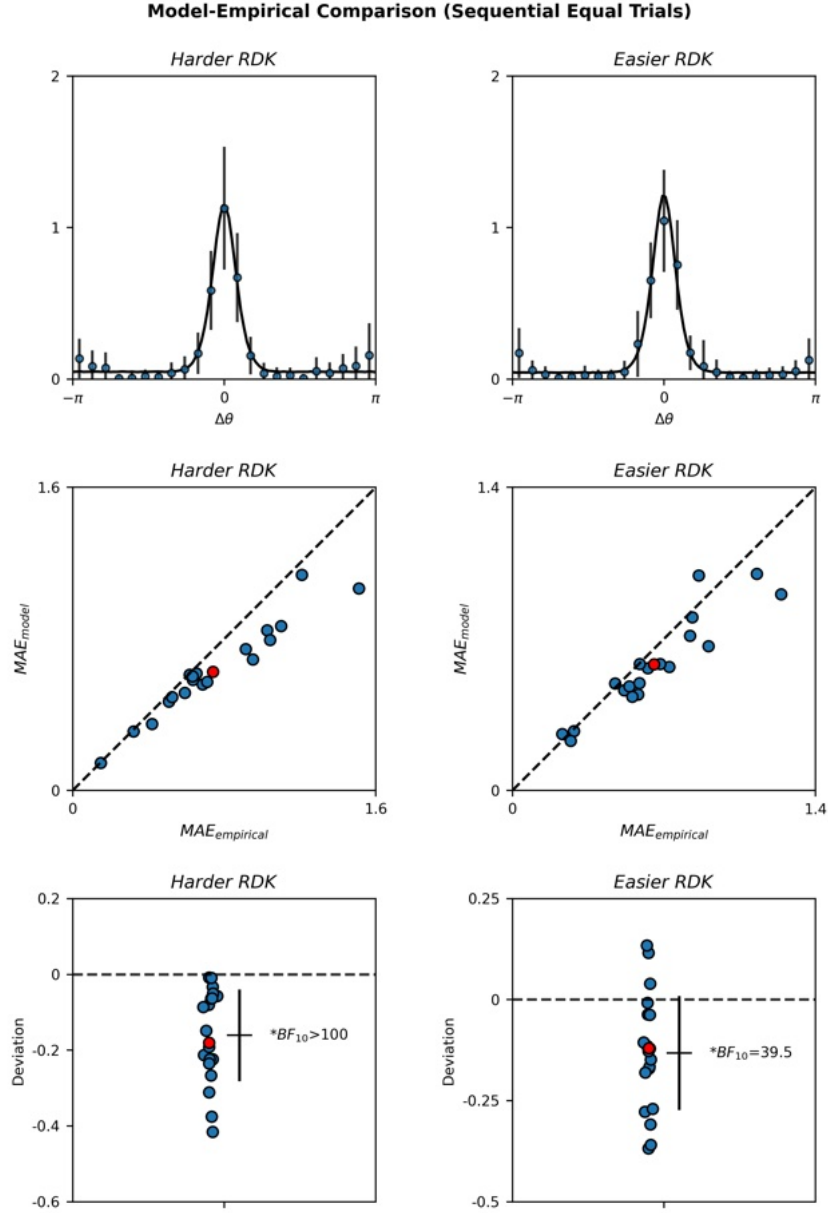 Model-Empirical Comparison (Sequential Equal Trials)
Harder RDK
Easier RDK
2
1
0
−π
0
π
Δθ
2
1
0
−π
0
π
Δθ
Harder RDK
Easier RDK
1.6
MAE_model
0
0
1.6
MAE_empirical
1.4
MAE_model
0
0
1.4
MAE_empirical
Harder RDK
Easier RDK
0.2
0
-0.2
-0.4
-0.6
Deviation
*BF₁₀>100
0.25
0
-0.25
-0.5
Deviation
*BF₁₀=39.5